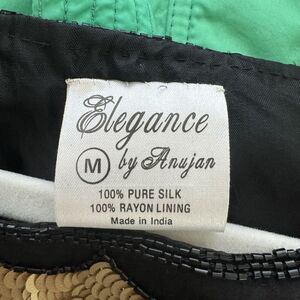 Elegance
M by Anujan
100% PURE SILK
100% RAYON LINING
Made in India